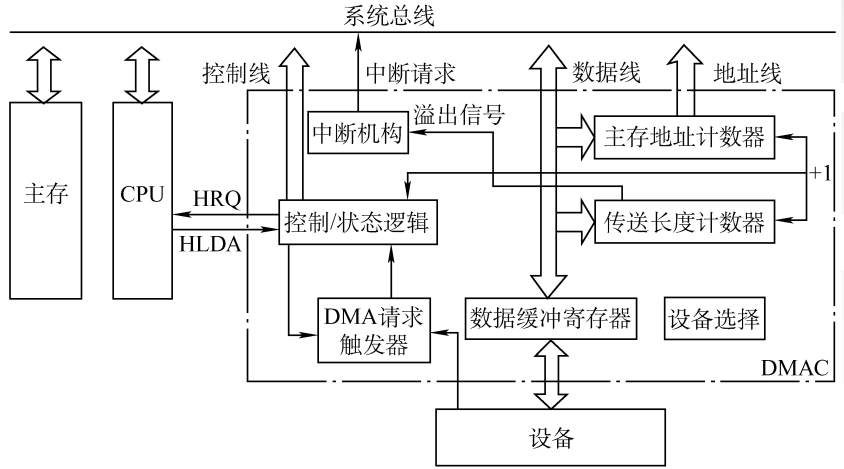 系统总线
控制线
中断请求
数据线
地址线
中断机构
溢出信号
主存地址计数器
主存
CPU
HRQ
HLDA
+1
控制/状态逻辑
传送长度计数器
DMA请求
触发器
数据缓冲寄存器
设备选择
DMAC
设备